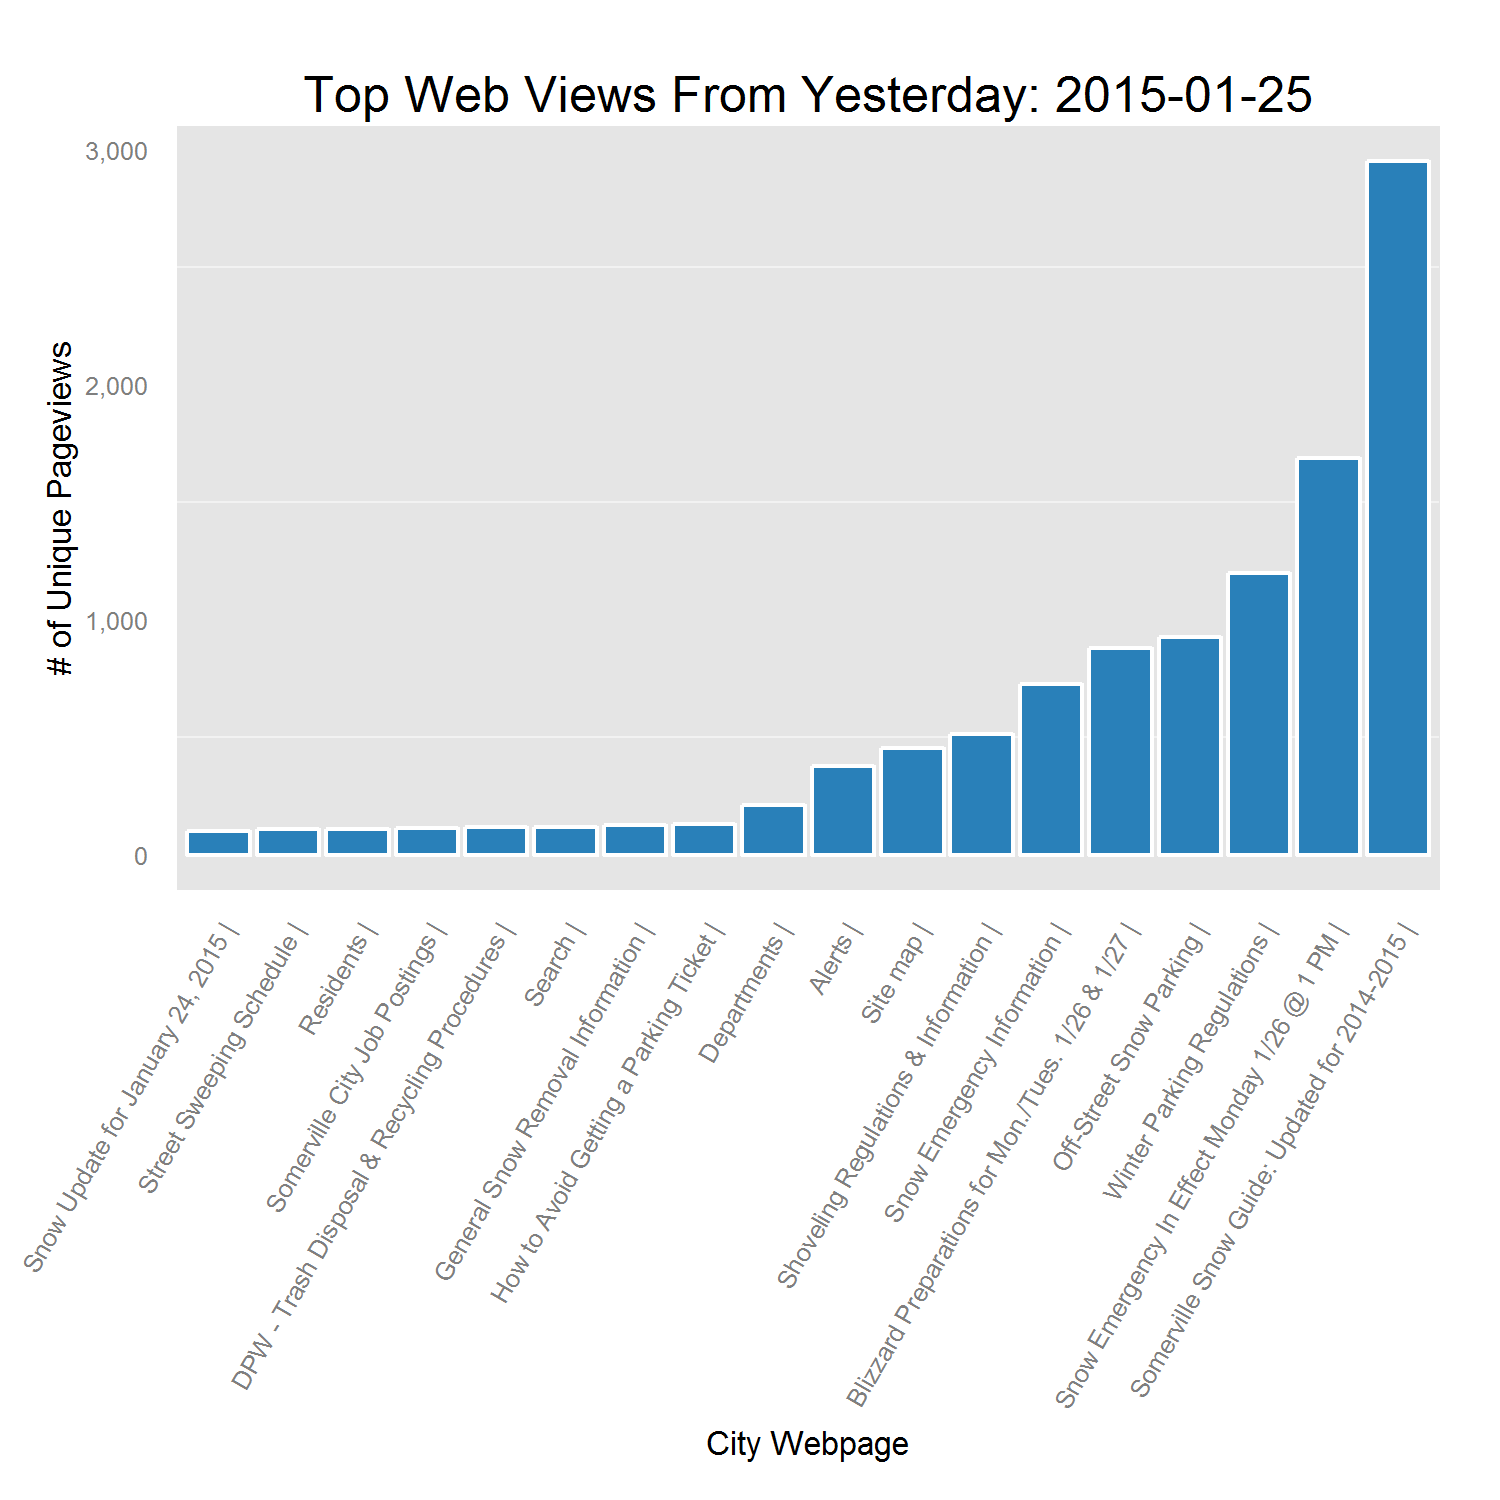 Top Web Views From Yesterday: 2015-01-25
3,000
2,000
1,000
0
# of Unique Pageviews
Snow Update for January 24, 2015 |
Street Sweeping Schedule |
Residents |
Somerville City Job Postings |
DPW - Trash Disposal & Recycling Procedures |
Search |
General Snow Removal Information |
How to Avoid Getting a Parking Ticket |
Departments |
Alerts |
Site map |
Shoveling Regulations & Information |
Snow Emergency Information |
Blizzard Preparations for Mon./Tues. 1/26 & 1/27 |
Off-Street Snow Parking |
Winter Parking Regulations |
Snow Emergency In Effect Monday 1/26 @ 1 PM |
Somerville Snow Guide: Updated for 2014-2015 |
City Webpage